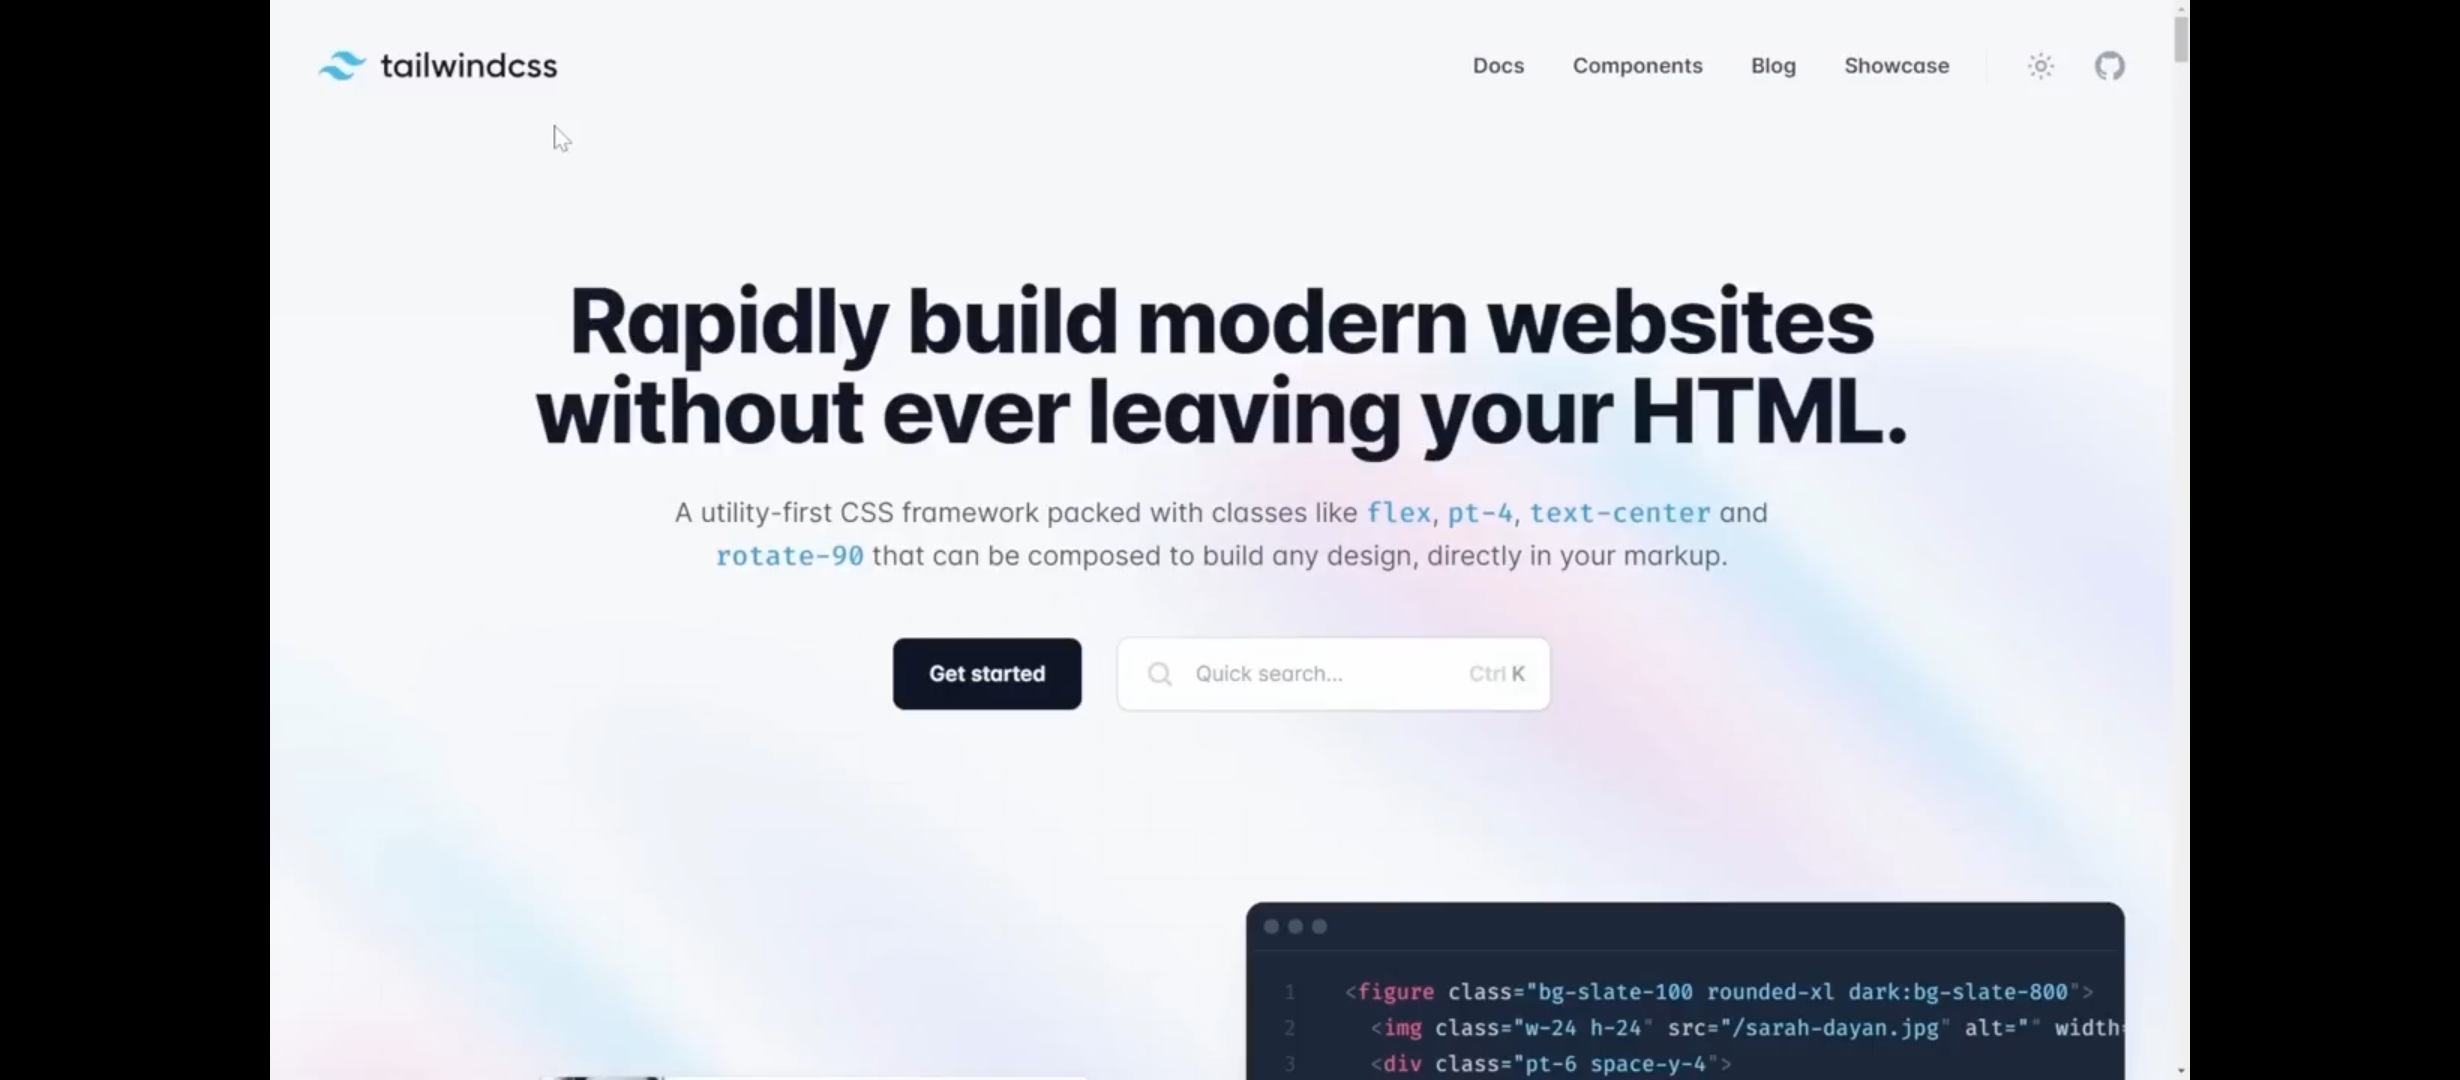 tailwindcss
Docs Components Blog Showcase
Rapidly build modern websites
without ever leaving your HTML.
A utility-first CSS framework packed with classes like flex, pt-4, text-center and
rotate-90 that can be composed to build any design, directly in your markup.
Get started
Quick search... Ctrl K
1 <figure class="bg-slate-100 rounded-xl dark:bg-slate-800">
2 <img class="w-24 h-24" src="/sarah-dayan.jpg" alt="" width=
3 <div class="pt-6 space-y-4">